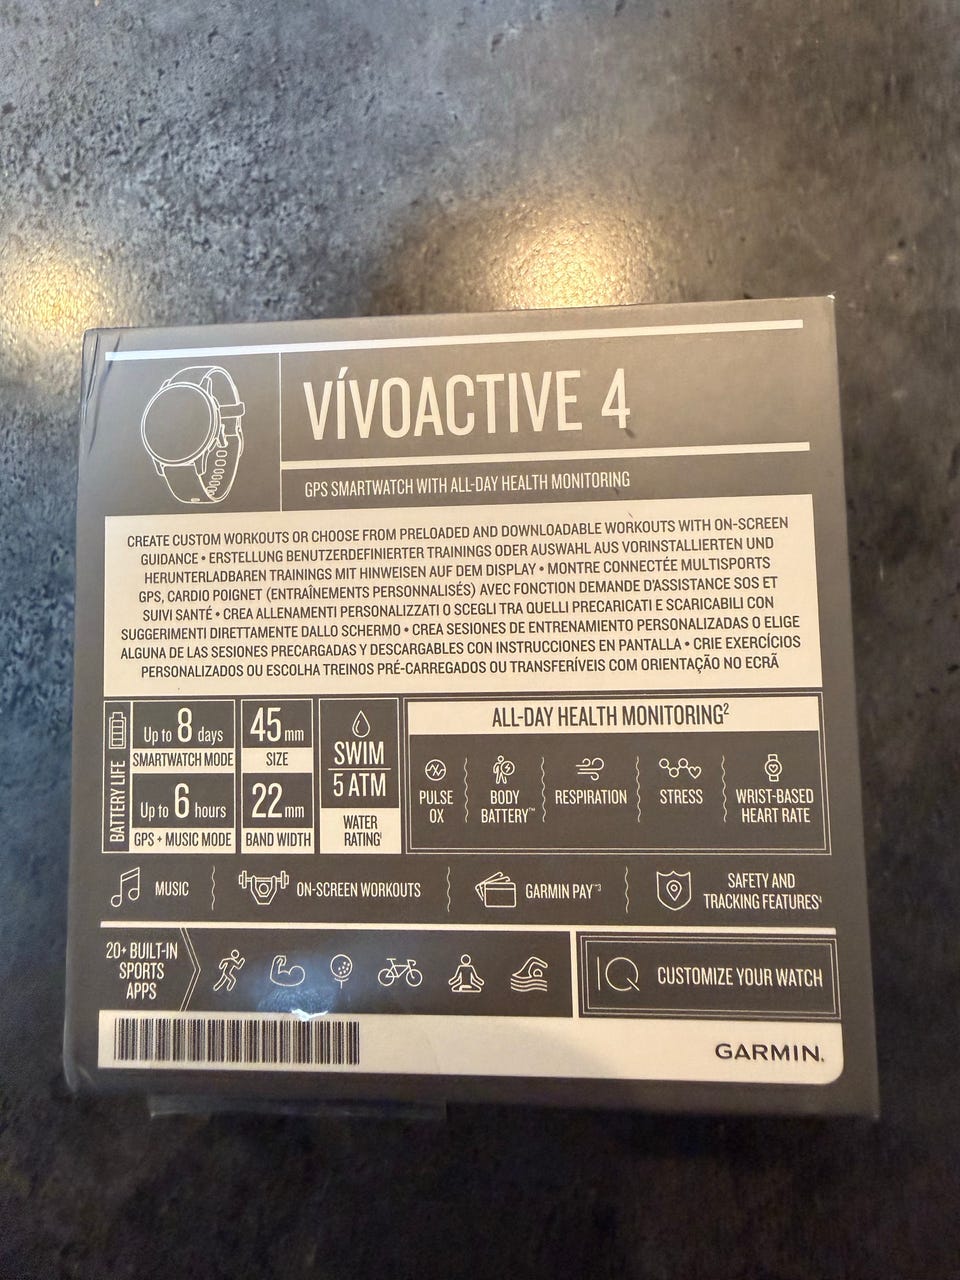 VÍVOACTIVE 4
GPS SMARTWATCH WITH ALL-DAY HEALTH MONITORING
CREATE CUSTOM WORKOUTS OR CHOOSE FROM PRELOADED AND DOWNLOADABLE WORKOUTS WITH ON-SCREEN
GUIDANCE • ERSTELLUNG BENUTZERDEFINIERTER TRAININGS ODER AUSWAHL AUS VORINSTALLIERTEN UND
HERUNTERLADBAREN TRAININGS MIT HINWEISEN AUF DEM DISPLAY • MONTRE CONNECTÉE MULTISPORTS
GPS, CARDIO POIGNET (ENTRAÎNEMENTS PERSONNALISÉS) AVEC FONCTION DEMANDE D'ASSISTANCE SOS ET
SUIVI SANTÉ • CREA ALLENAMENTI PERSONALIZZATI O SCEGLI TRA QUELLI PRECARICATI E SCARICABILI CON
SUGGERIMENTI DIRETTAMENTE DALLO SCHERMO • CREA SESIONES DE ENTRENAMIENTO PERSONALIZADAS O ELIGE
ALGUNA DE LAS SESIONES PRECARGADAS Y DESCARGABLES CON INSTRUCCIONES EN PANTALLA • CRIE EXERCÍCIOS
PERSONALIZADOS OU ESCOLHA TREINOS PRÉ-CARREGADOS OU TRANSFERÍVEIS COM ORIENTAÇÃO NO ECRÃ
BATTERY LIFE
Up to 8 days
SMARTWATCH MODE
Up to 6 hours
GPS + MUSIC MODE
45 mm
SIZE
22 mm
BAND WIDTH
SWIM
5 ATM
WATER
RATING¹
ALL-DAY HEALTH MONITORING²
PULSE
OX
BODY
BATTERY™
RESPIRATION
STRESS
WRIST-BASED
HEART RATE
MUSIC
ON-SCREEN WORKOUTS
GARMIN PAY™³
SAFETY AND
TRACKING FEATURES⁴
20+ BUILT-IN
SPORTS
APPS
IQ
CUSTOMIZE YOUR WATCH
GARMIN.